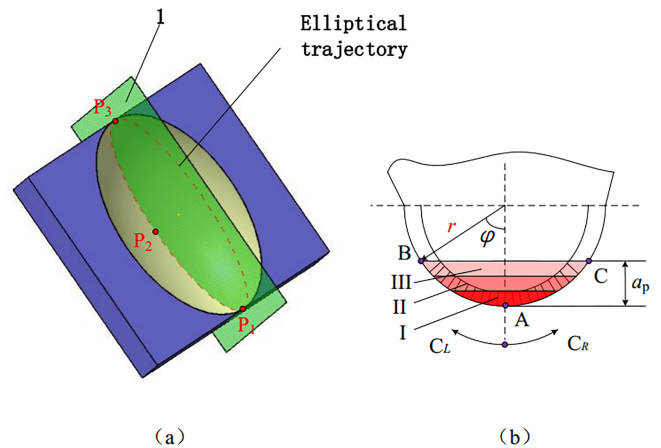 1
Elliptical
trajectory
P3
P2
P1
(a)
r
φ
B
C
III
II
I
A
ap
CL
CR
(b)